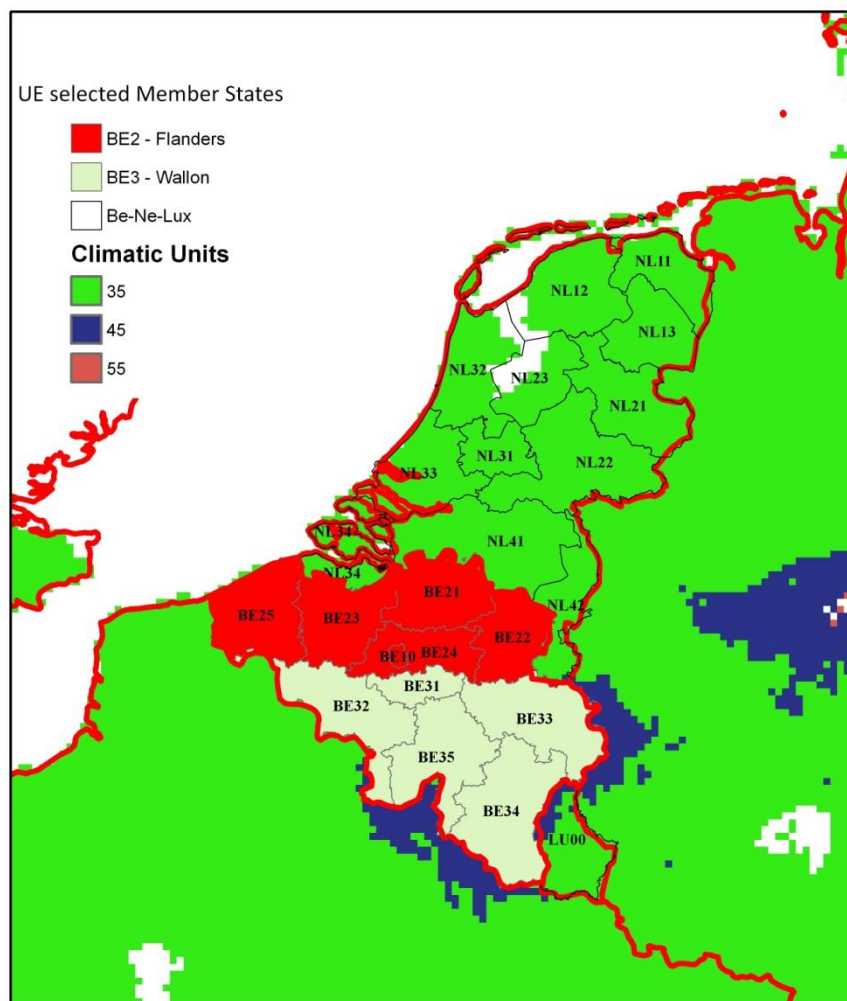 UE selected Member States
BE2 - Flanders
BE3 - Wallon
Be-Ne-Lux
Climatic Units
35
45
55
NL11
NL12
NL13
NL32
NL23
NL21
NL31
NL22
NL33
NL34
NL41
NL34
BE21
NL42
BE25
BE23
BE22
BE10
BE24
BE31
BE32
BE33
BE35
BE34
LU00